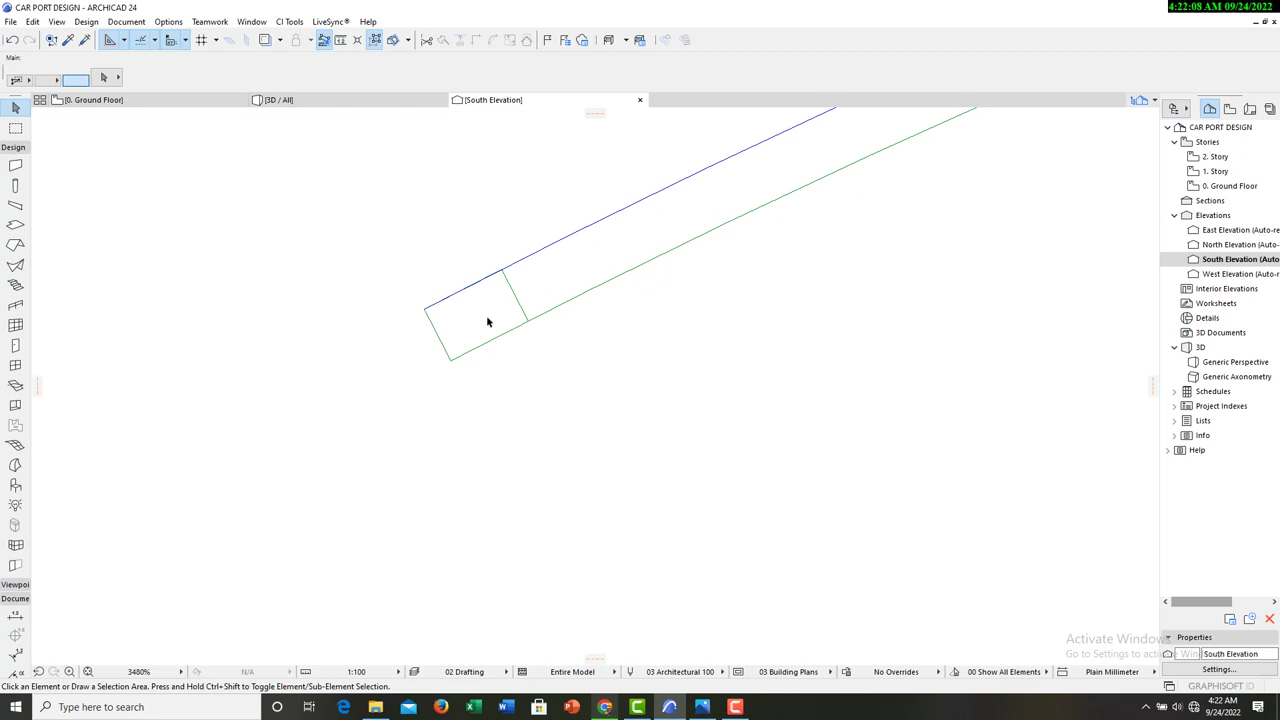 CAR PORT DESIGN - ARCHICAD 24
4:22:08 AM 09/24/2022
File Edit View Design Document Options Teamwork Window CI Tools LiveSync® Help
Main:
[0. Ground Floor]
[3D / All]
[South Elevation]
Design
Viewpoi
Docume
CAR PORT DESIGN
Stories
2. Story
1. Story
0. Ground Floor
Sections
Elevations
East Elevation (Auto-re
North Elevation (Auto-
South Elevation (Auto
West Elevation (Auto-r
Interior Elevations
Worksheets
Details
3D Documents
3D
Generic Perspective
Generic Axonometry
Schedules
Project Indexes
Lists
Info
Help
Properties
South Elevation
Settings...
GRAPHISOFT ID
Activate Windows
Go to Settings to activate Win
3480%
N/A
1:100
02 Drafting
Entire Model
03 Architectural 100
03 Building Plans
No Overrides
00 Show All Elements
Plain Millimeter
Click an Element or Draw a Selection Area. Press and Hold Ctrl+Shift to Toggle Element/Sub-Element Selection.
Type here to search
4:22 AM
9/24/2022